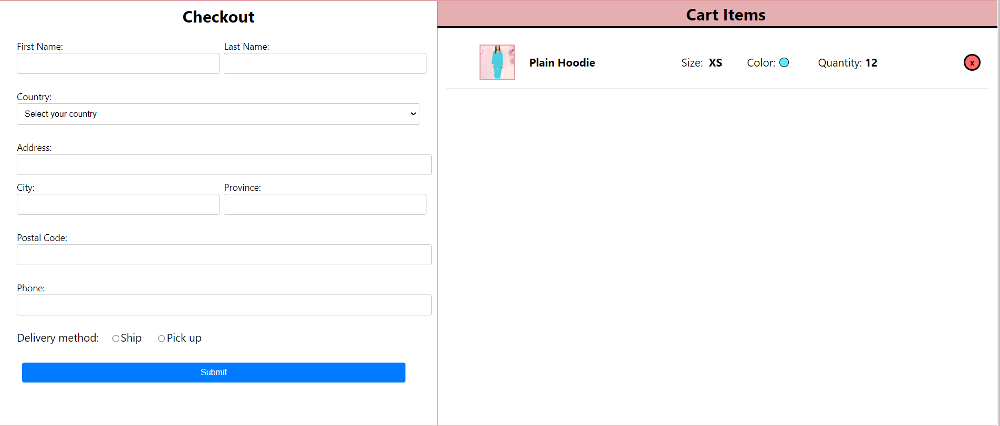 Checkout
First Name:
Last Name:
Country:
Select your country
Address:
City:
Province:
Postal Code:
Phone:
Delivery method: Ship Pick up
Submit
Cart Items
Plain Hoodie Size: XS Color: Quantity: 12 x